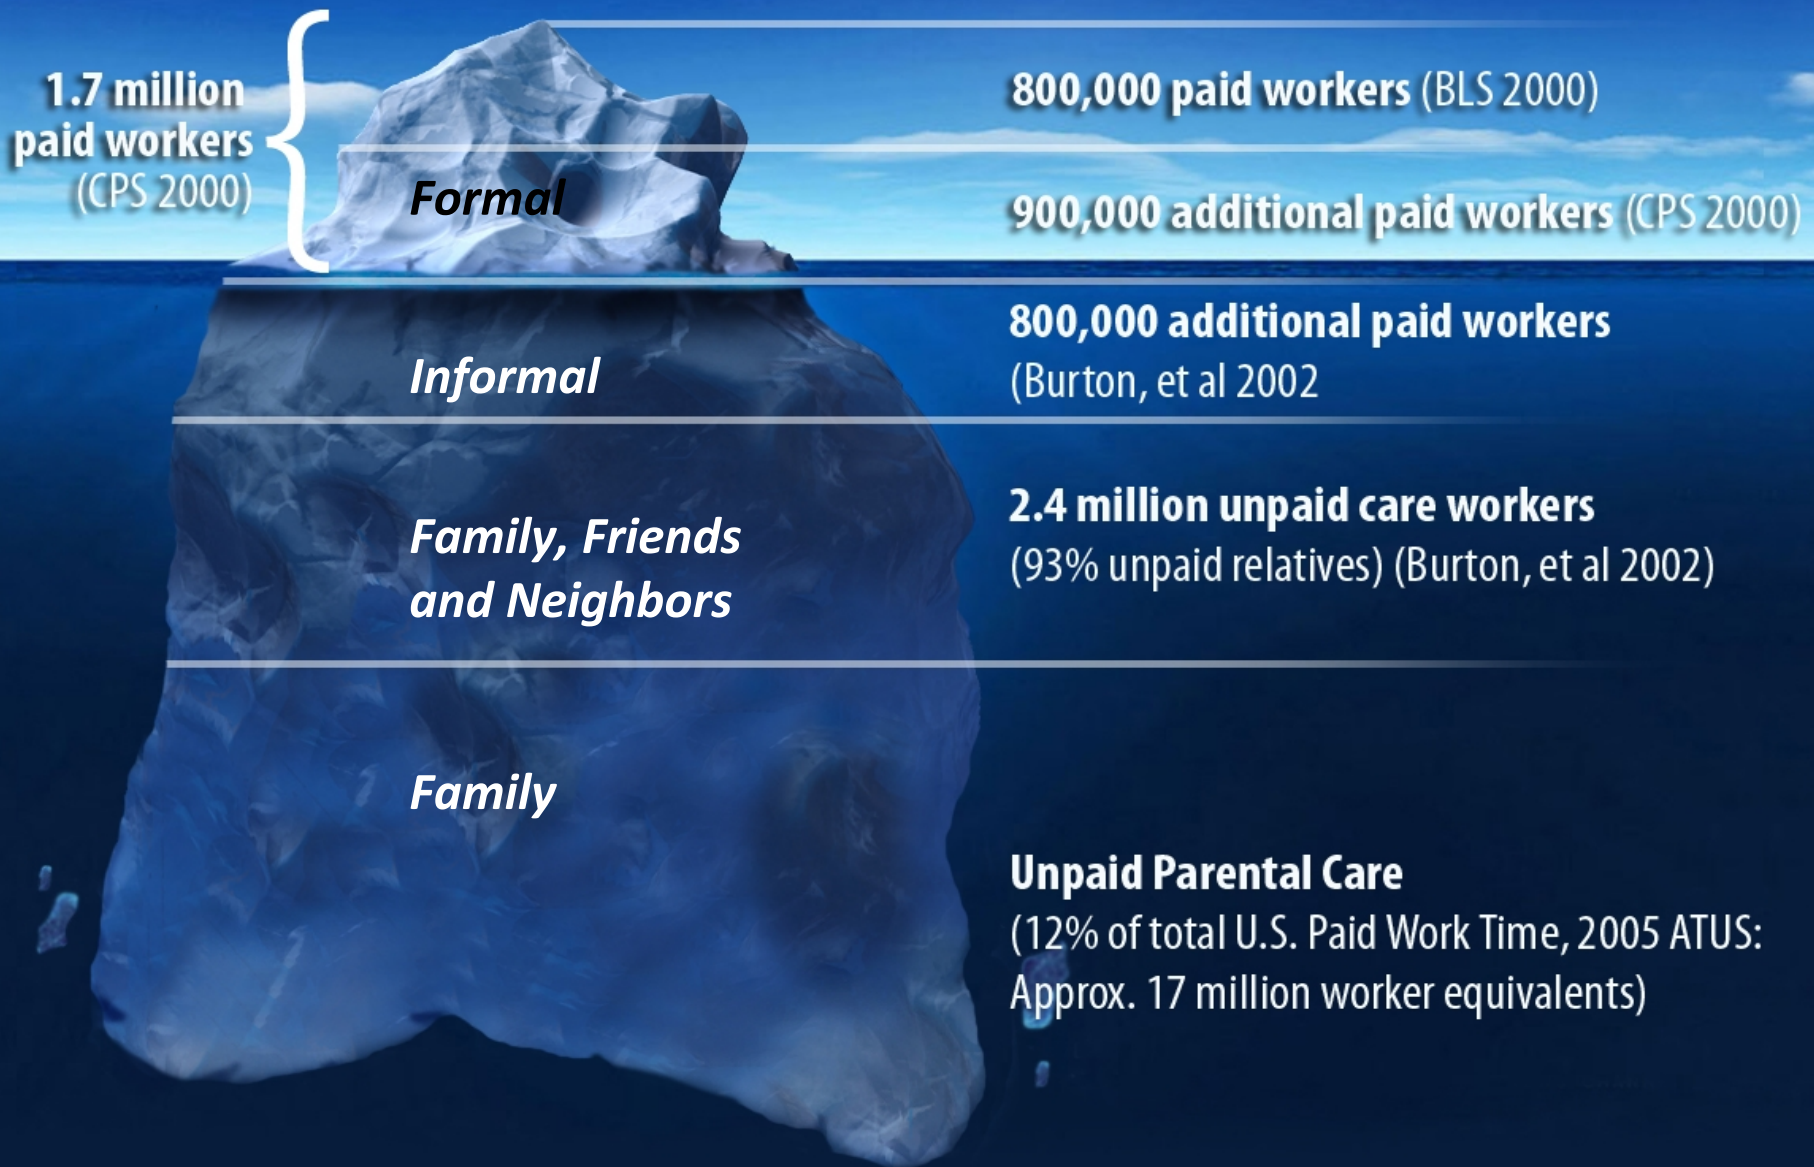 1.7 million
paid workers
(CPS 2000)
800,000 paid workers (BLS 2000)
Formal
900,000 additional paid workers (CPS 2000)
Informal
800,000 additional paid workers
(Burton, et al 2002
Family, Friends
and Neighbors
2.4 million unpaid care workers
(93% unpaid relatives) (Burton, et al 2002)
Family
Unpaid Parental Care
(12% of total U.S. Paid Work Time, 2005 ATUS:
Approx. 17 million worker equivalents)